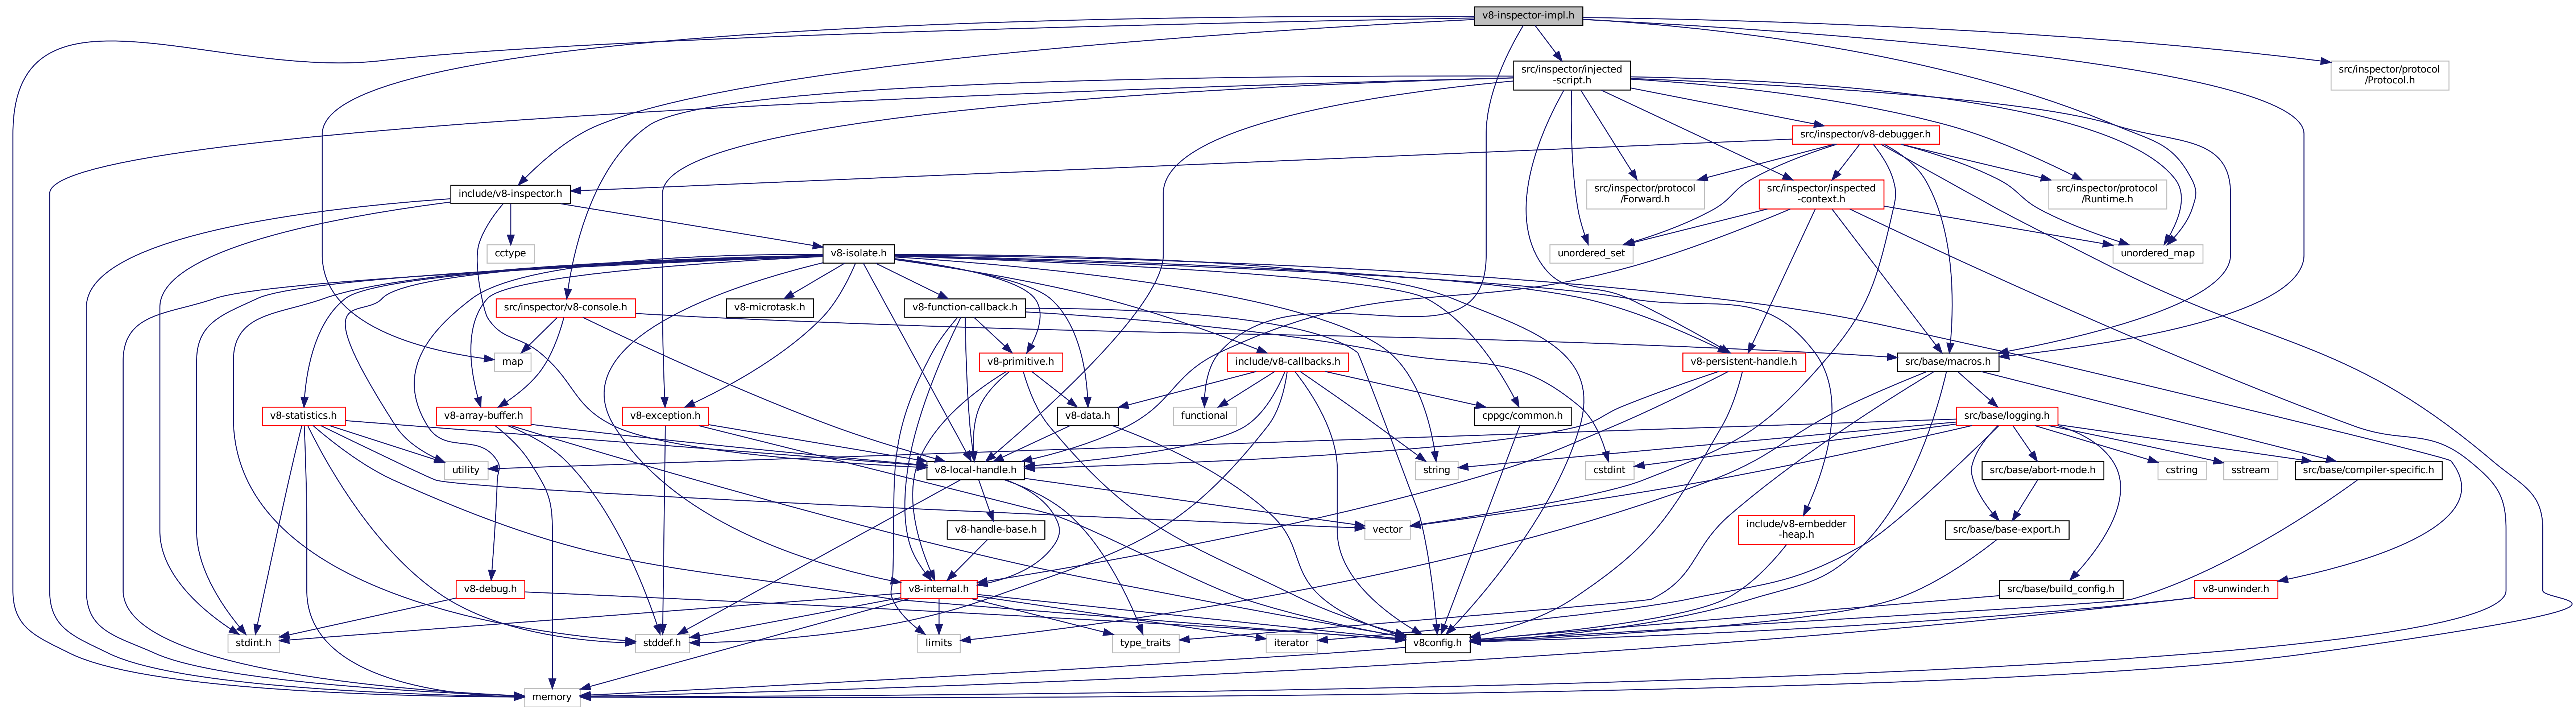 v8-inspector-impl.h
src/inspector/injected
-script.h
src/inspector/protocol
/Protocol.h
src/inspector/v8-debugger.h
include/v8-inspector.h
src/inspector/protocol
/Forward.h
src/inspector/inspected
-context.h
src/inspector/protocol
/Runtime.h
cctype
v8-isolate.h
unordered_set
unordered_map
src/inspector/v8-console.h
v8-microtask.h
v8-function-callback.h
map
v8-primitive.h
include/v8-callbacks.h
v8-persistent-handle.h
src/base/macros.h
v8-statistics.h
v8-array-buffer.h
v8-exception.h
v8-data.h
functional
cppgc/common.h
src/base/logging.h
utility
v8-local-handle.h
string
cstdint
src/base/abort-mode.h
cstring
sstream
src/base/compiler-specific.h
v8-handle-base.h
vector
include/v8-embedder
-heap.h
src/base/base-export.h
v8-debug.h
v8-internal.h
src/base/build_config.h
v8-unwinder.h
stdint.h
stddef.h
limits
type_traits
iterator
v8config.h
memory